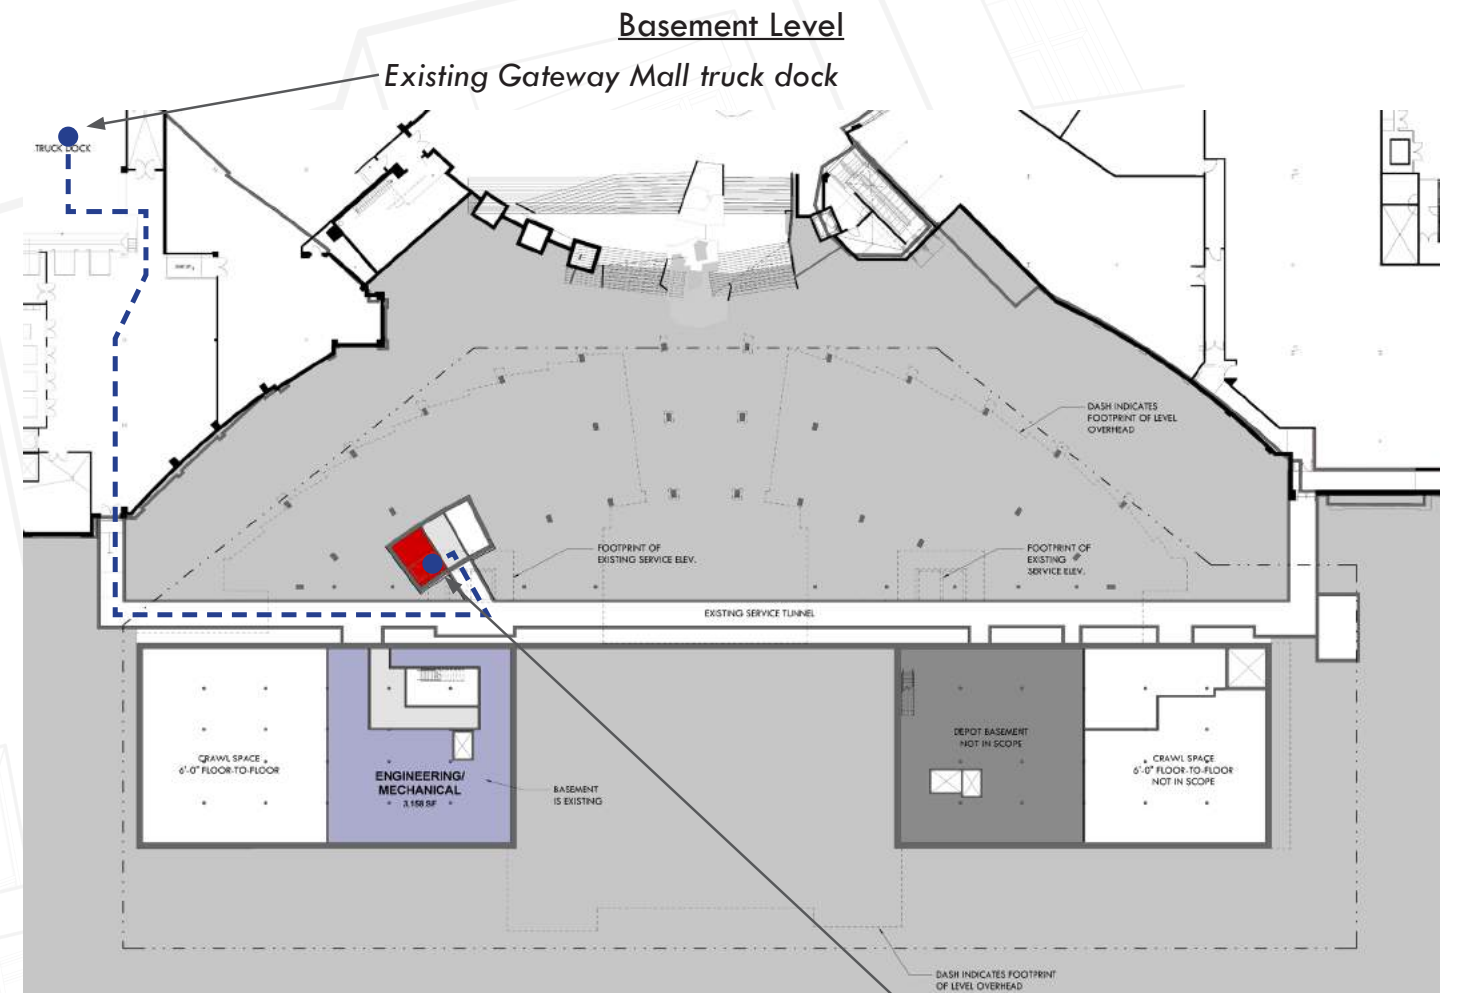 Basement Level
Existing Gateway Mall truck dock
TRUCK DOCK
DASH INDICATES
FOOTPRINT OF LEVEL
OVERHEAD
FOOTPRINT OF
EXISTING SERVICE ELEV.
FOOTPRINT OF
EXISTING
SERVICE ELEV.
EXISTING SERVICE TUNNEL
CRAWL SPACE
6'-0" FLOOR-TO-FLOOR
ENGINEERING/
MECHANICAL
3,158 SF
BASEMENT
IS EXISTING
DEPOT BASEMENT
NOT IN SCOPE
CRAWL SPACE
6'-0" FLOOR-TO-FLOOR
NOT IN SCOPE
DASH INDICATES FOOTPRINT
OF LEVEL OVERHEAD